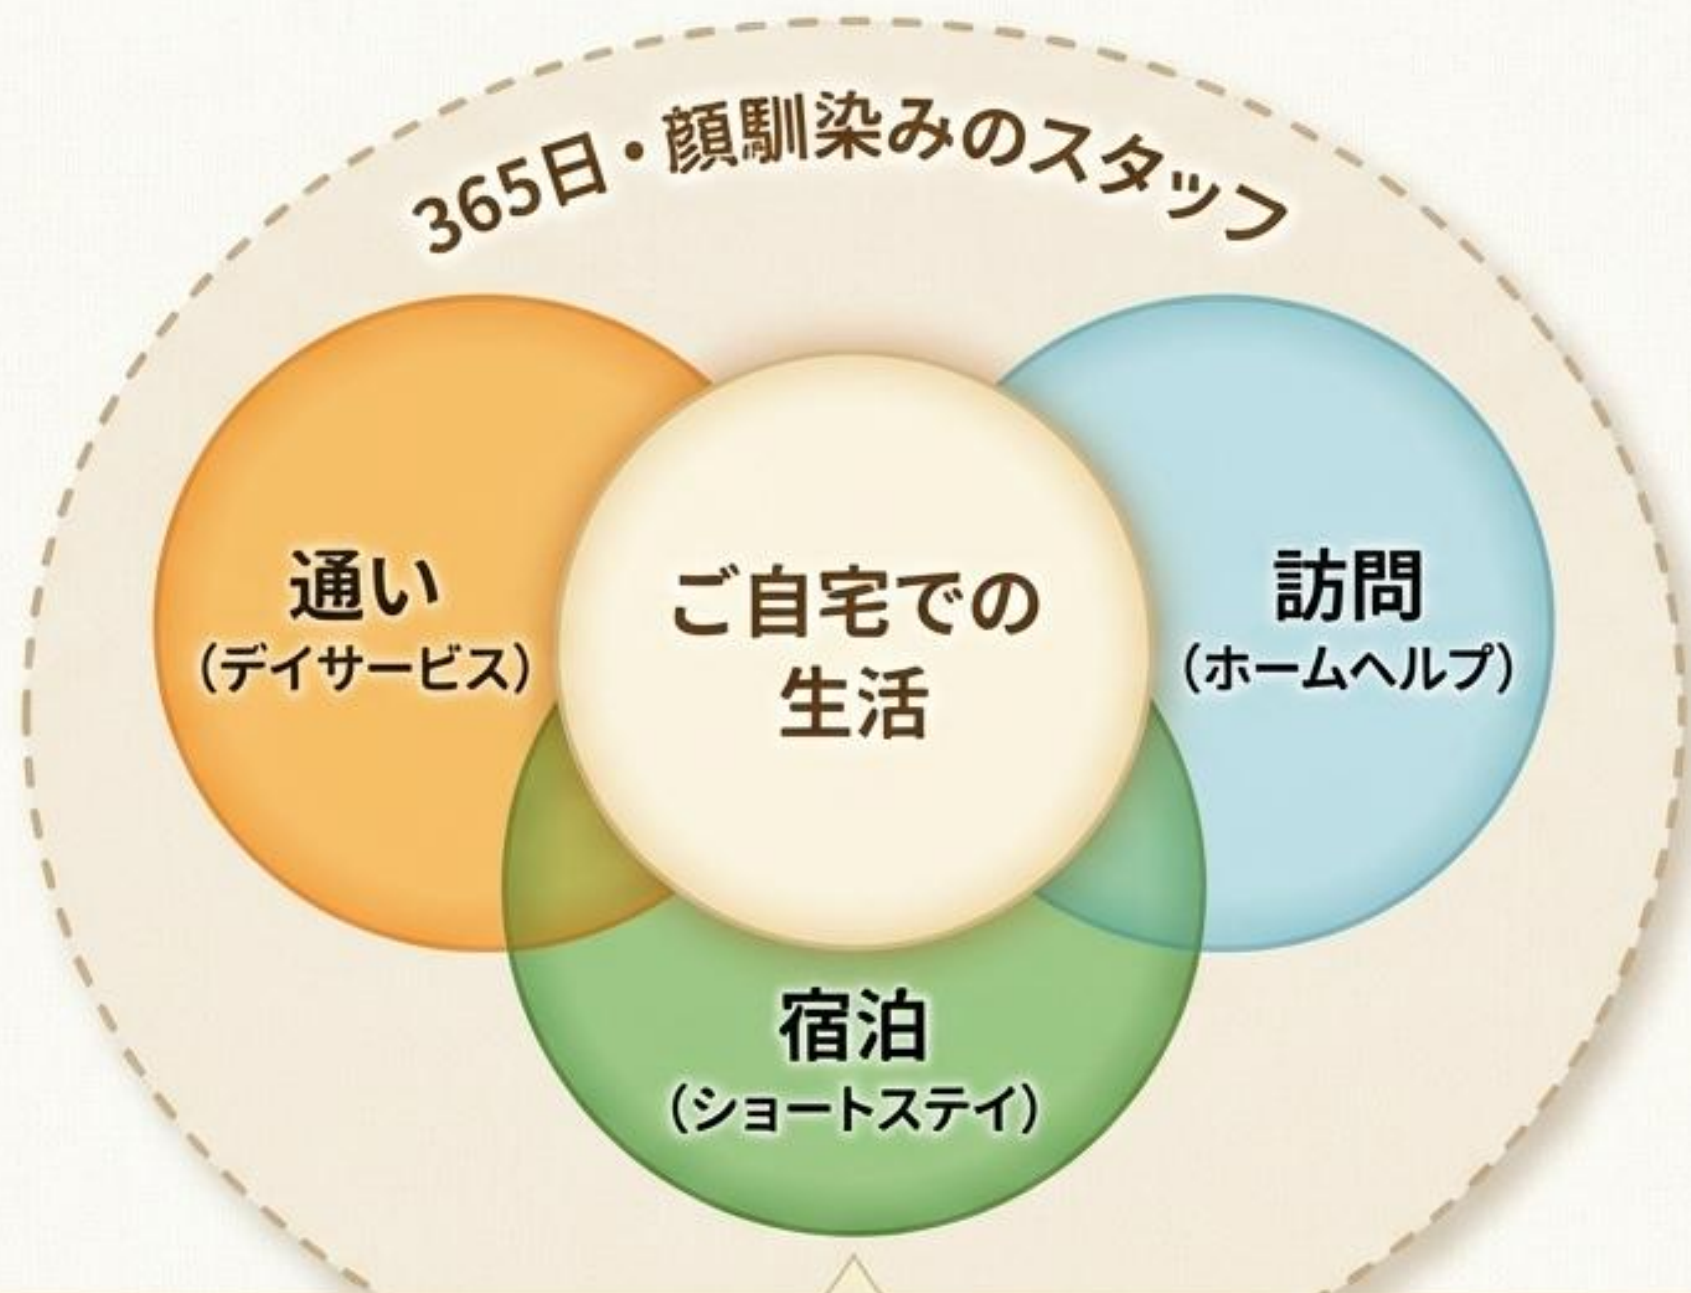 365日・顔馴染みのスタッフ
通い
（デイサービス）
ご自宅での
生活
訪問
（ホームヘルプ）
宿泊
（ショートステイ）